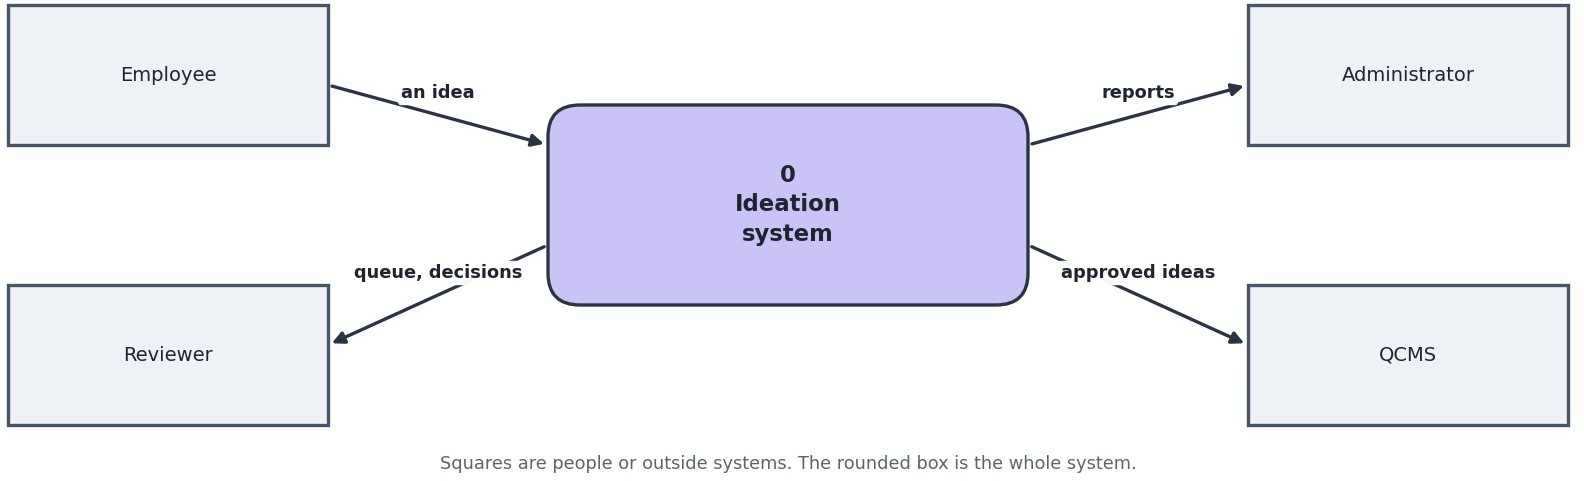 Employee
an idea
reports
Administrator
0
Ideation
system
queue, decisions
approved ideas
Reviewer
QCMS
Squares are people or outside systems. The rounded box is the whole system.